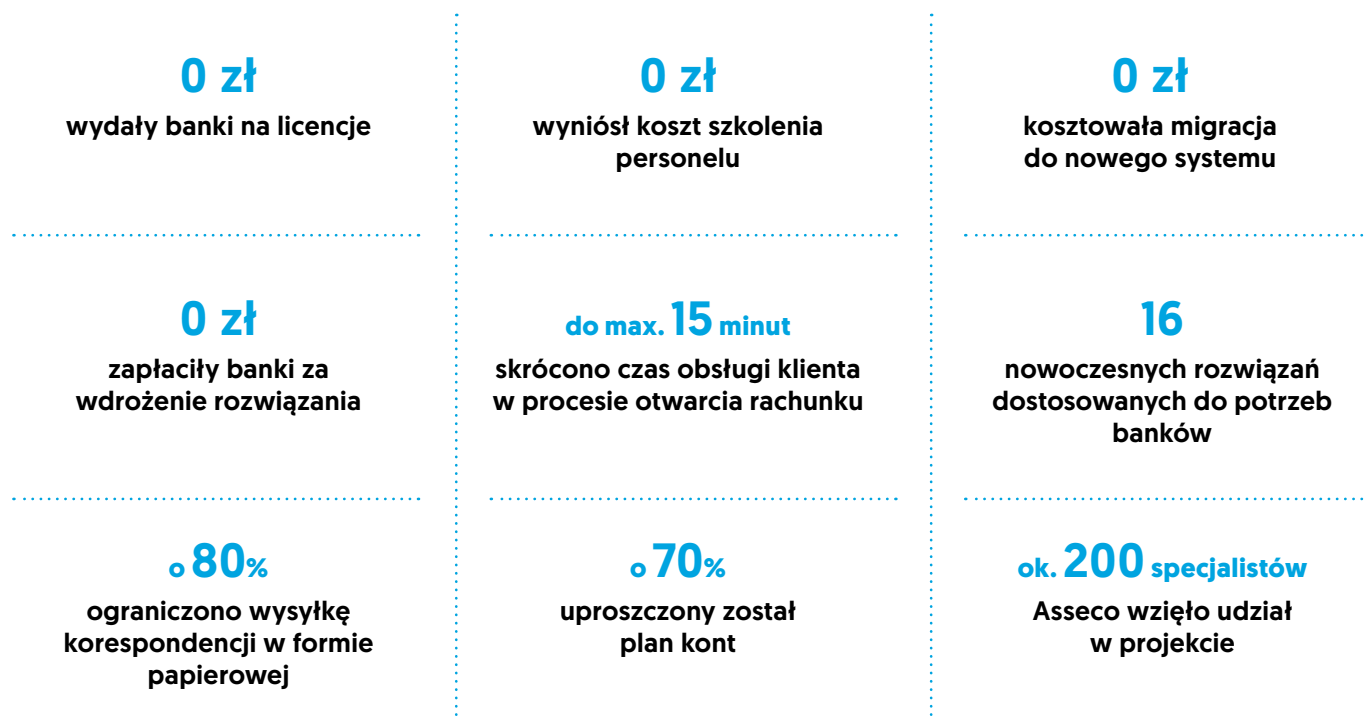 0 zł
wydały banki na licencje
0 zł
wyniósł koszt szkolenia
personelu
0 zł
kosztowała migracja
do nowego systemu
0 zł
zapłaciły banki za
wdrożenie rozwiązania
do max. 15 minut
skrócono czas obsługi klienta
w procesie otwarcia rachunku
16
nowoczesnych rozwiązań
dostosowanych do potrzeb
banków
o 80%
ograniczono wysyłkę
korespondencji w formie
papierowej
o 70%
uproszczony został
plan kont
ok. 200 specjalistów
Asseco wzięło udział
w projekcie